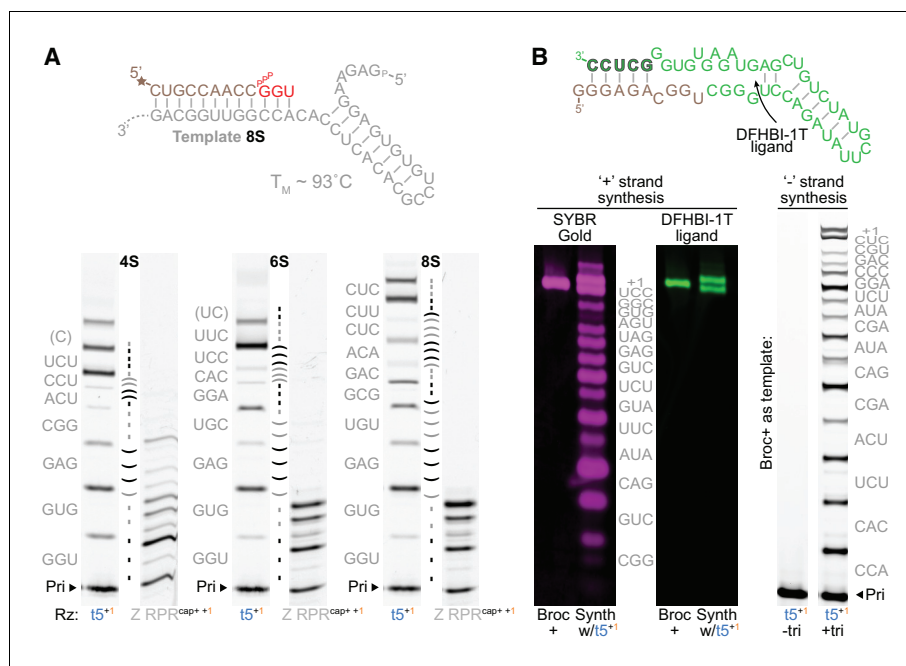 A
5'
PPP
CUGCCAACCGGU
3'
GACGGUUGGCCACAC
Template 8S
AGAG P-5'
TM ~ 93°C
4S
6S
8S
(C)
UCU
CCU
ACU
CGG
GAG
GUG
GGU
Pri
(UC)
UUC
UCC
CAC
GGA
UGC
GAG
GUG
GGU
Pri
CUC
CUU
CUC
ACA
GAC
GCG
UGU
GAG
GUG
GGU
Pri
Rz:
t5+1
Z RPRcap+ +1
t5+1
Z RPRcap+ +1
t5+1
Z RPRcap+ +1
B
3'
CCUCG
5'
GGGAGA
DFHBI-1T
ligand
'+' strand
synthesis
'-' strand
synthesis
SYBR
Gold
DFHBI-1T
ligand
+1
UCC
GGC
GUG
AGU
UAG
GAG
GUC
UCU
GUA
UUC
AUA
CAG
GUC
CGG
Broc
+
Synth
w/t5+1
Broc
+
Synth
w/t5+1
Broc+ as template:
+1
CUC
CGU
GAC
CCC
GGA
UCU
AUA
CGA
AUA
CAG
CGA
ACU
UCU
CAC
CCA
Pri
t5+1
-tri
t5+1
+tri